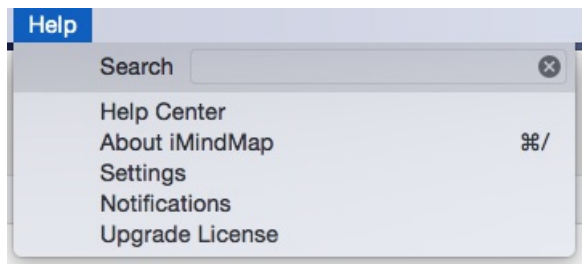 Help
Search
Help Center
About iMindMap ⌘/
Settings
Notifications
Upgrade License